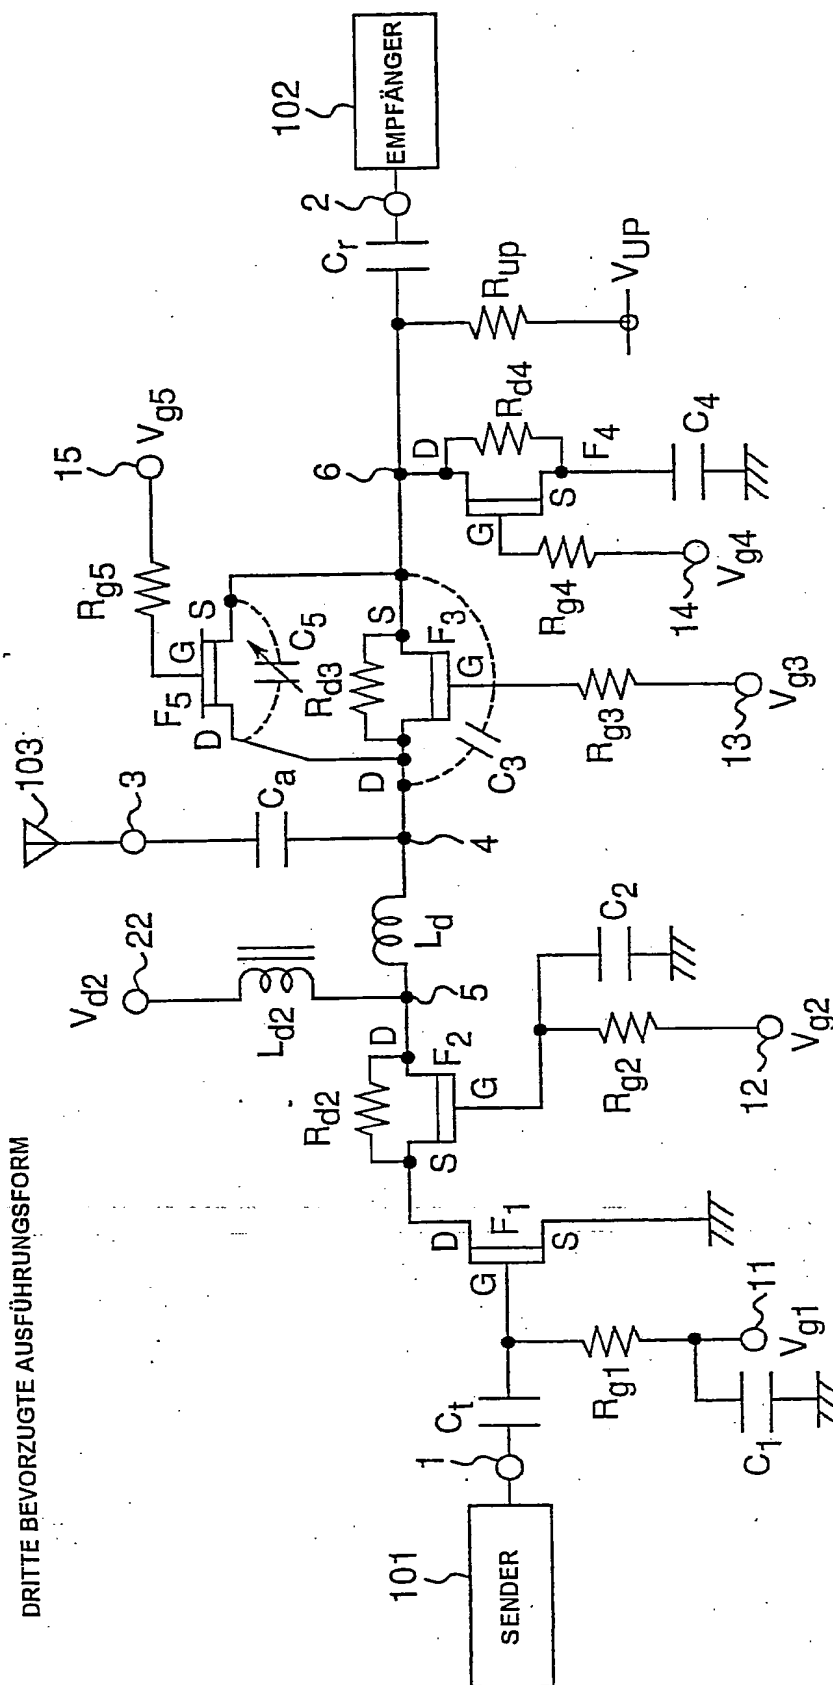 DRITTE BEVORZUGTE AUSFÜHRUNGSFORM
103
3
Ca
4
22
Vd2
Ld2
Ld
5
15
Vg5
Rg5
G
F5
D
S
C5
Rd3
D
S
F3
G
C3
Rg3
13
Vg3
6
D
Rd4
G
S
F4
Rg4
C4
14
Vg4
Cr
2
102
EMPFÄNGER
Rup
VUP
Rd2
D
F2
S
G
C2
Rg2
12
Vg2
D
F1
G
S
Ct
1
101
SENDER
Rg1
11
Vg1
C1